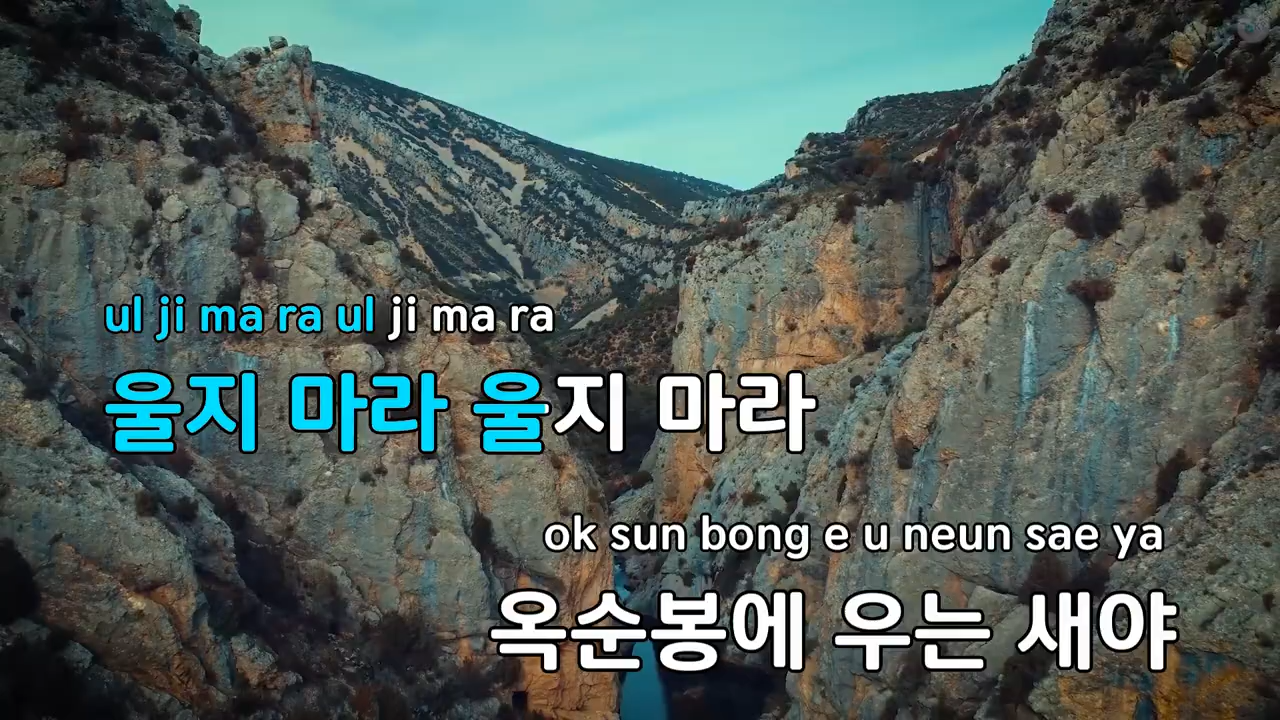 ul ji ma ra ul ji ma ra
울지 마라 울지 마라
ok sun bong e u neun sae ya
옥순봉에 우는 새야